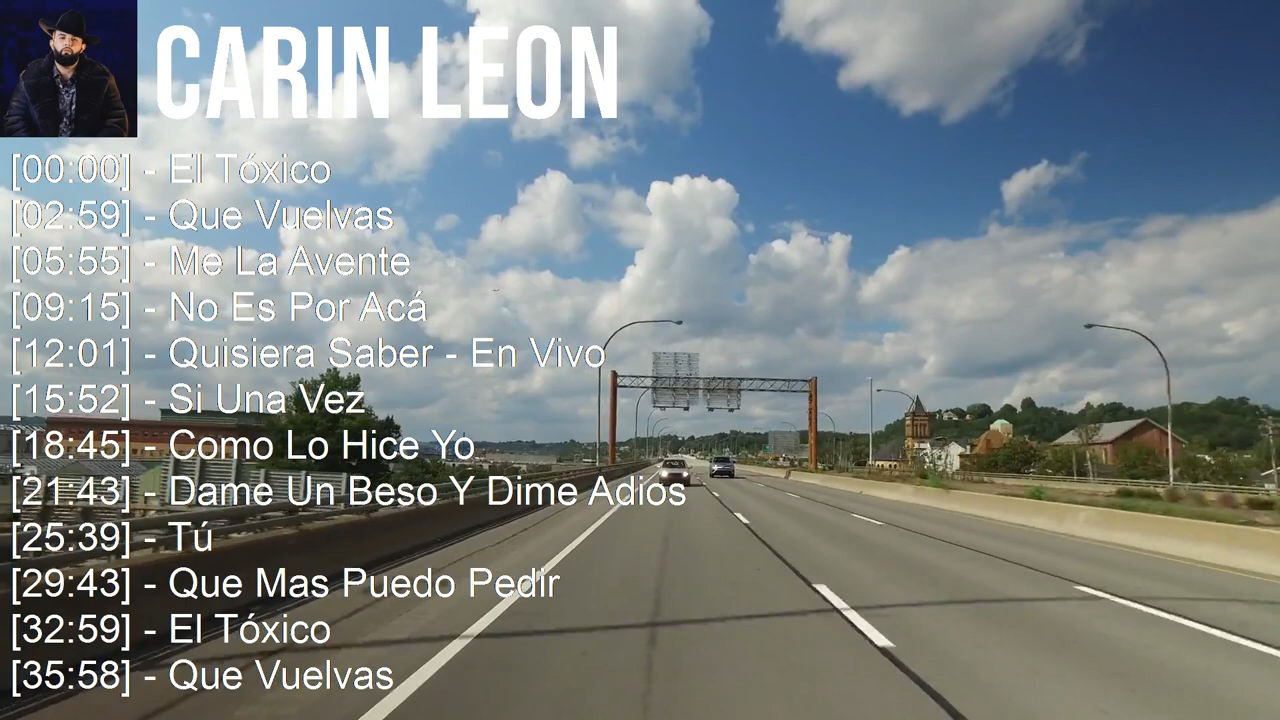 CARIN LEON
[00:00] - El Tóxico
[02:59] - Que Vuelvas
[05:55] - Me La Avente
[09:15] - No Es Por Acá
[12:01] - Quisiera Saber - En Vivo
[15:52] - Si Una Vez
[18:45] - Como Lo Hice Yo
[21:43] - Dame Un Beso Y Dime Adiós
[25:39] - Tú
[29:43] - Que Mas Puedo Pedir
[32:59] - El Tóxico
[35:58] - Que Vuelvas